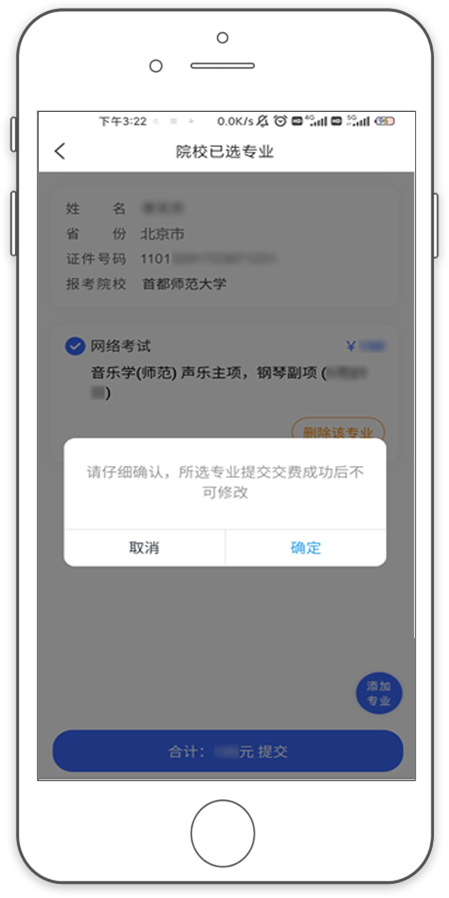 下午3:22 0.0K/s HD 4G HD 5G
院校已选专业
姓 名
省 份 北京市
证件号码 1101
报考院校 首都师范大学
网络考试 ¥
音乐学(师范) 声乐主项，钢琴副项 (
)
删除该专业
请仔细确认，所选专业提交交费成功后不
可修改
取消 确定
添加
专业
合计： 元 提交